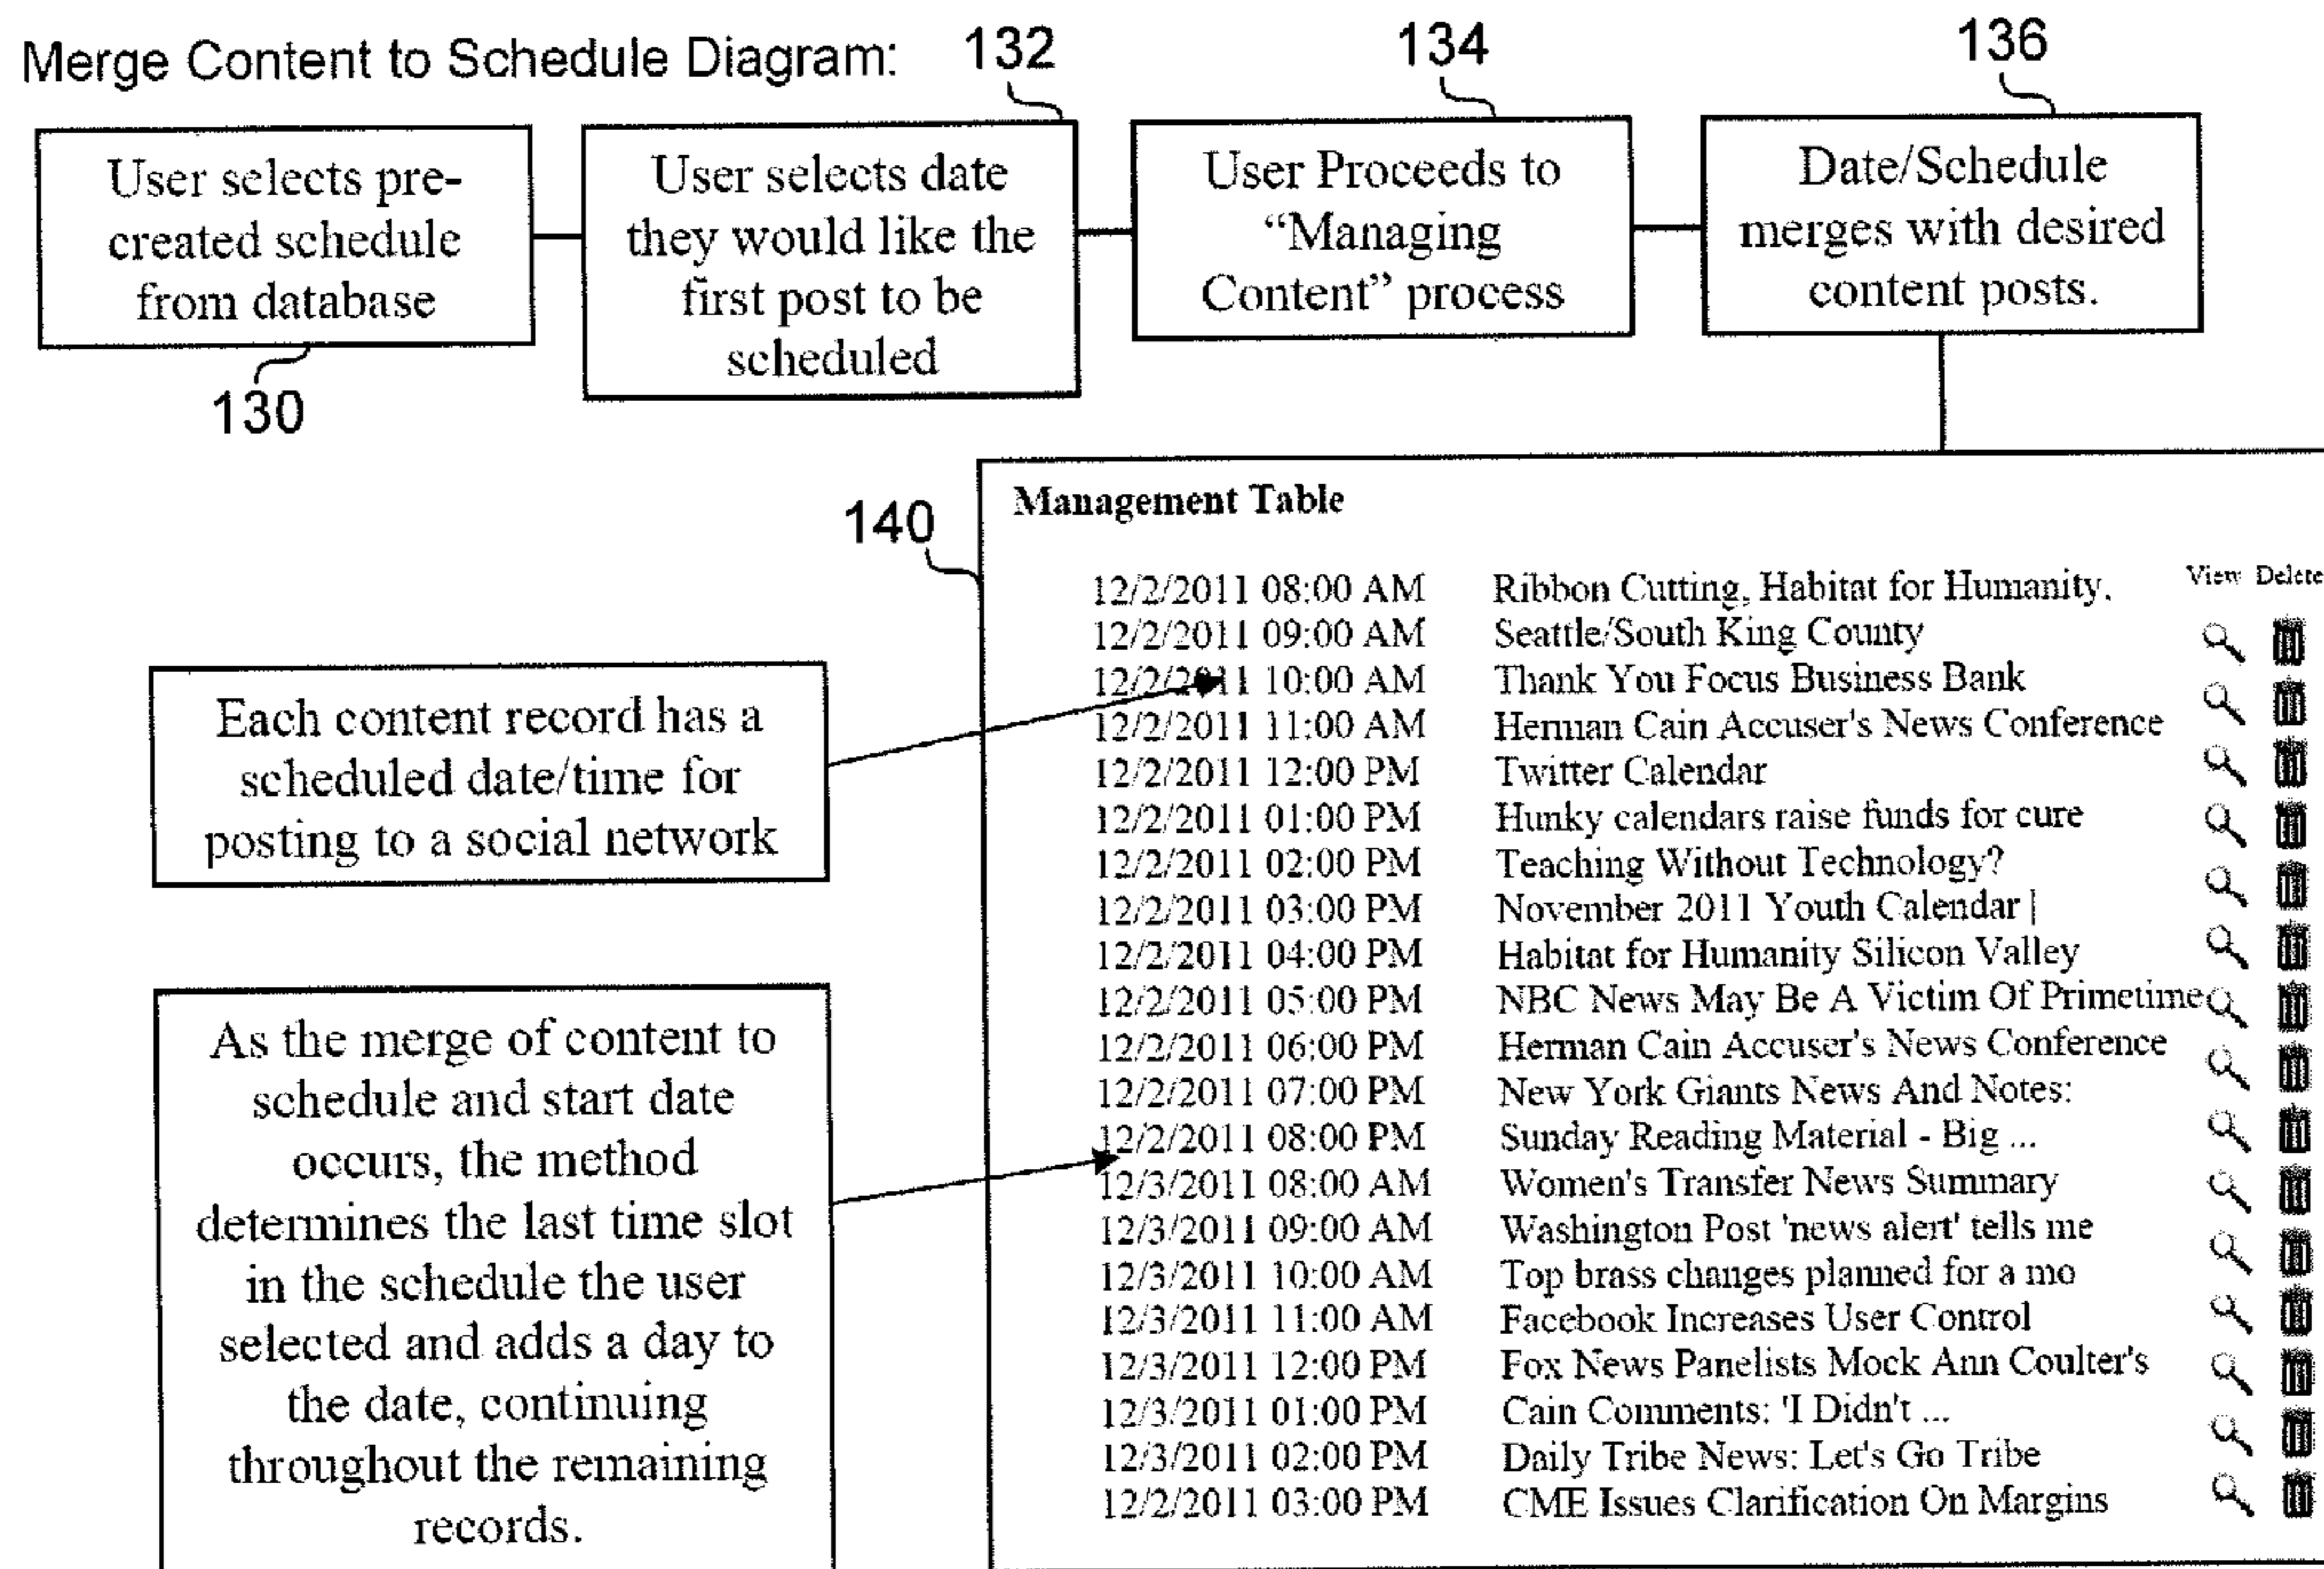 Merge Content to Schedule Diagram:
132
134
136
User selects pre-
created schedule
from database
130
User selects date
they would like the
first post to be
scheduled
User Proceeds to
“Managing
Content” process
Date/Schedule
merges with desired
content posts.
140
Management Table
View Delete
12/2/2011 08:00 AM Ribbon Cutting, Habitat for Humanity.
12/2/2011 09:00 AM Seattle/South King County
12/2/2011 10:00 AM Thank You Focus Business Bank
12/2/2011 11:00 AM Herman Cain Accuser's News Conference
12/2/2011 12:00 PM Twitter Calendar
12/2/2011 01:00 PM Hunky calendars raise funds for cure
12/2/2011 02:00 PM Teaching Without Technology?
12/2/2011 03:00 PM November 2011 Youth Calendar |
12/2/2011 04:00 PM Habitat for Humanity Silicon Valley
12/2/2011 05:00 PM NBC News May Be A Victim Of Primetime
12/2/2011 06:00 PM Herman Cain Accuser's News Conference
12/2/2011 07:00 PM New York Giants News And Notes:
12/2/2011 08:00 PM Sunday Reading Material - Big ...
12/3/2011 08:00 AM Women's Transfer News Summary
12/3/2011 09:00 AM Washington Post 'news alert' tells me
12/3/2011 10:00 AM Top brass changes planned for a mo
12/3/2011 11:00 AM Facebook Increases User Control
12/3/2011 12:00 PM Fox News Panelists Mock Ann Coulter's
12/3/2011 01:00 PM Cain Comments: 'I Didn't ...
12/3/2011 02:00 PM Daily Tribe News: Let's Go Tribe
12/2/2011 03:00 PM CME Issues Clarification On Margins
Each content record has a
scheduled date/time for
posting to a social network
As the merge of content to
schedule and start date
occurs, the method
determines the last time slot
in the schedule the user
selected and adds a day to
the date, continuing
throughout the remaining
records.